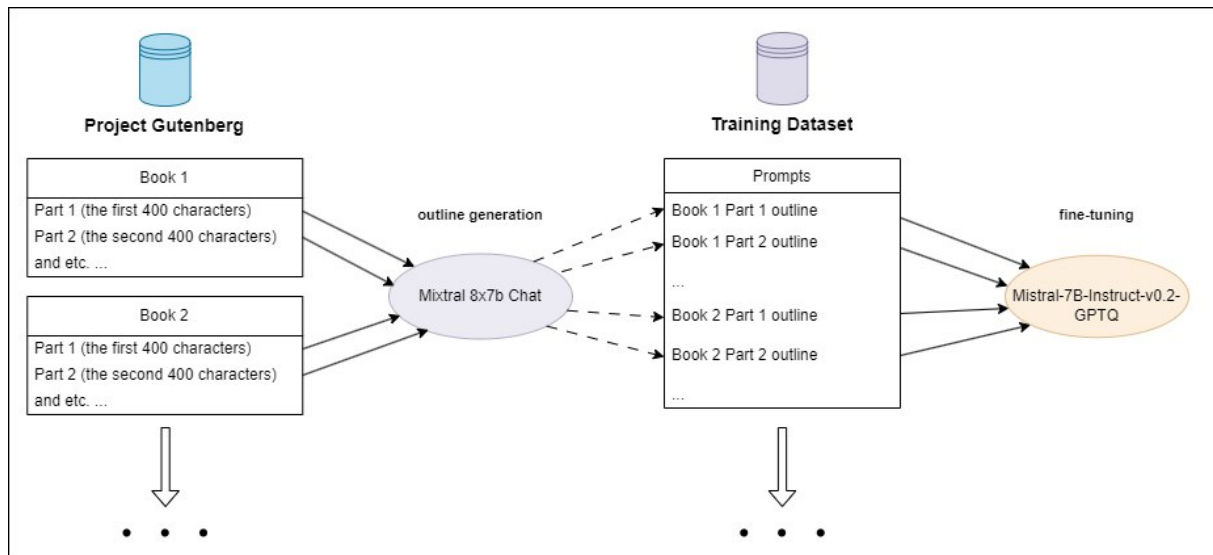 Project Gutenberg
Book 1
Part 1 (the first 400 characters)
Part 2 (the second 400 characters)
and etc. ...
Book 2
Part 1 (the first 400 characters)
Part 2 (the second 400 characters)
and etc. ...
outline generation
Mixtral 8x7b Chat
Training Dataset
Prompts
Book 1 Part 1 outline
Book 1 Part 2 outline
...
Book 2 Part 1 outline
Book 2 Part 2 outline
...
fine-tuning
Mistral-7B-Instruct-v0.2-
GPTQ